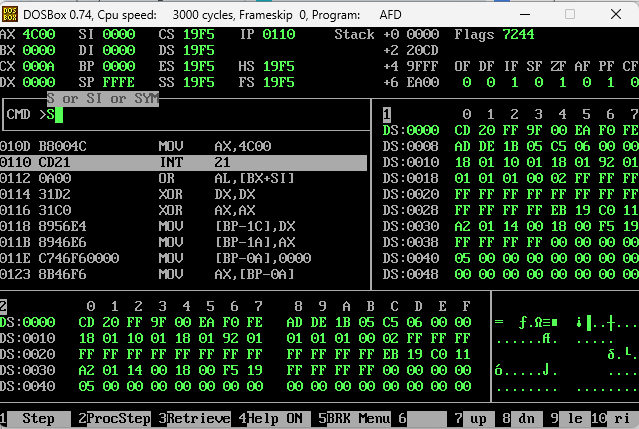 DOSBox 0.74, Cpu speed: 3000 cycles, Frameskip 0, Program: AFD
AX 4C00 SI 0000 CS 19F5 IP 0110 Stack +0 0000 Flags 7244
BX 0000 DI 0000 DS 19F5 +2 20CD
CX 000A BP 0000 ES 19F5 HS 19F5 +4 9FFF OF DF IF SF ZF AF PF CF
DX 0000 SP FFFE SS 19F5 FS 19F5 +6 EA00 0 0 1 0 1 0 1 0
S or SI or SYM
CMD >S
1 0 1 2 3 4 5 6 7
DS:0000 CD 20 FF 9F 00 EA F0 FE
DS:0008 AD DE 1B 05 C5 06 00 00
010D B8004C MOV AX,4C00
0110 CD21 INT 21
0112 0A00 OR AL,[BX+SI]
0114 31D2 XOR DX,DX
0116 31C0 XOR AX,AX
0118 8956E4 MOV [BP-1C],DX
011B 8946E6 MOV [BP-1A],AX
011E C746F60000 MOV [BP-0A],0000
0123 8B46F6 MOV AX,[BP-0A]
DS:0010 18 01 10 01 18 01 92 01
DS:0018 01 01 01 00 02 FF FF FF
DS:0020 FF FF FF FF FF FF FF FF
DS:0028 FF FF FF FF EB 19 C0 11
DS:0030 A2 01 14 00 18 00 F5 19
DS:0038 FF FF FF FF 00 00 00 00
DS:0040 05 00 00 00 00 00 00 00
DS:0048 00 00 00 00 00 00 00 00
2 0 1 2 3 4 5 6 7 8 9 A B C D E F
DS:0000 CD 20 FF 9F 00 EA F0 FE AD DE 1B 05 C5 06 00 00
DS:0010 18 01 10 01 18 01 92 01 01 01 01 00 02 FF FF FF
DS:0020 FF FF FF FF FF FF FF FF FF FF FF FF EB 19 C0 11
DS:0030 A2 01 14 00 18 00 F5 19 FF FF FF FF 00 00 00 00
DS:0040 05 00 00 00 00 00 00 00 00 00 00 00 00 00 00 00
1 Step 2 ProcStep 3 Retrieve 4 Help ON 5 BRK Menu 6 7 up 8 dn 9 le 10 ri